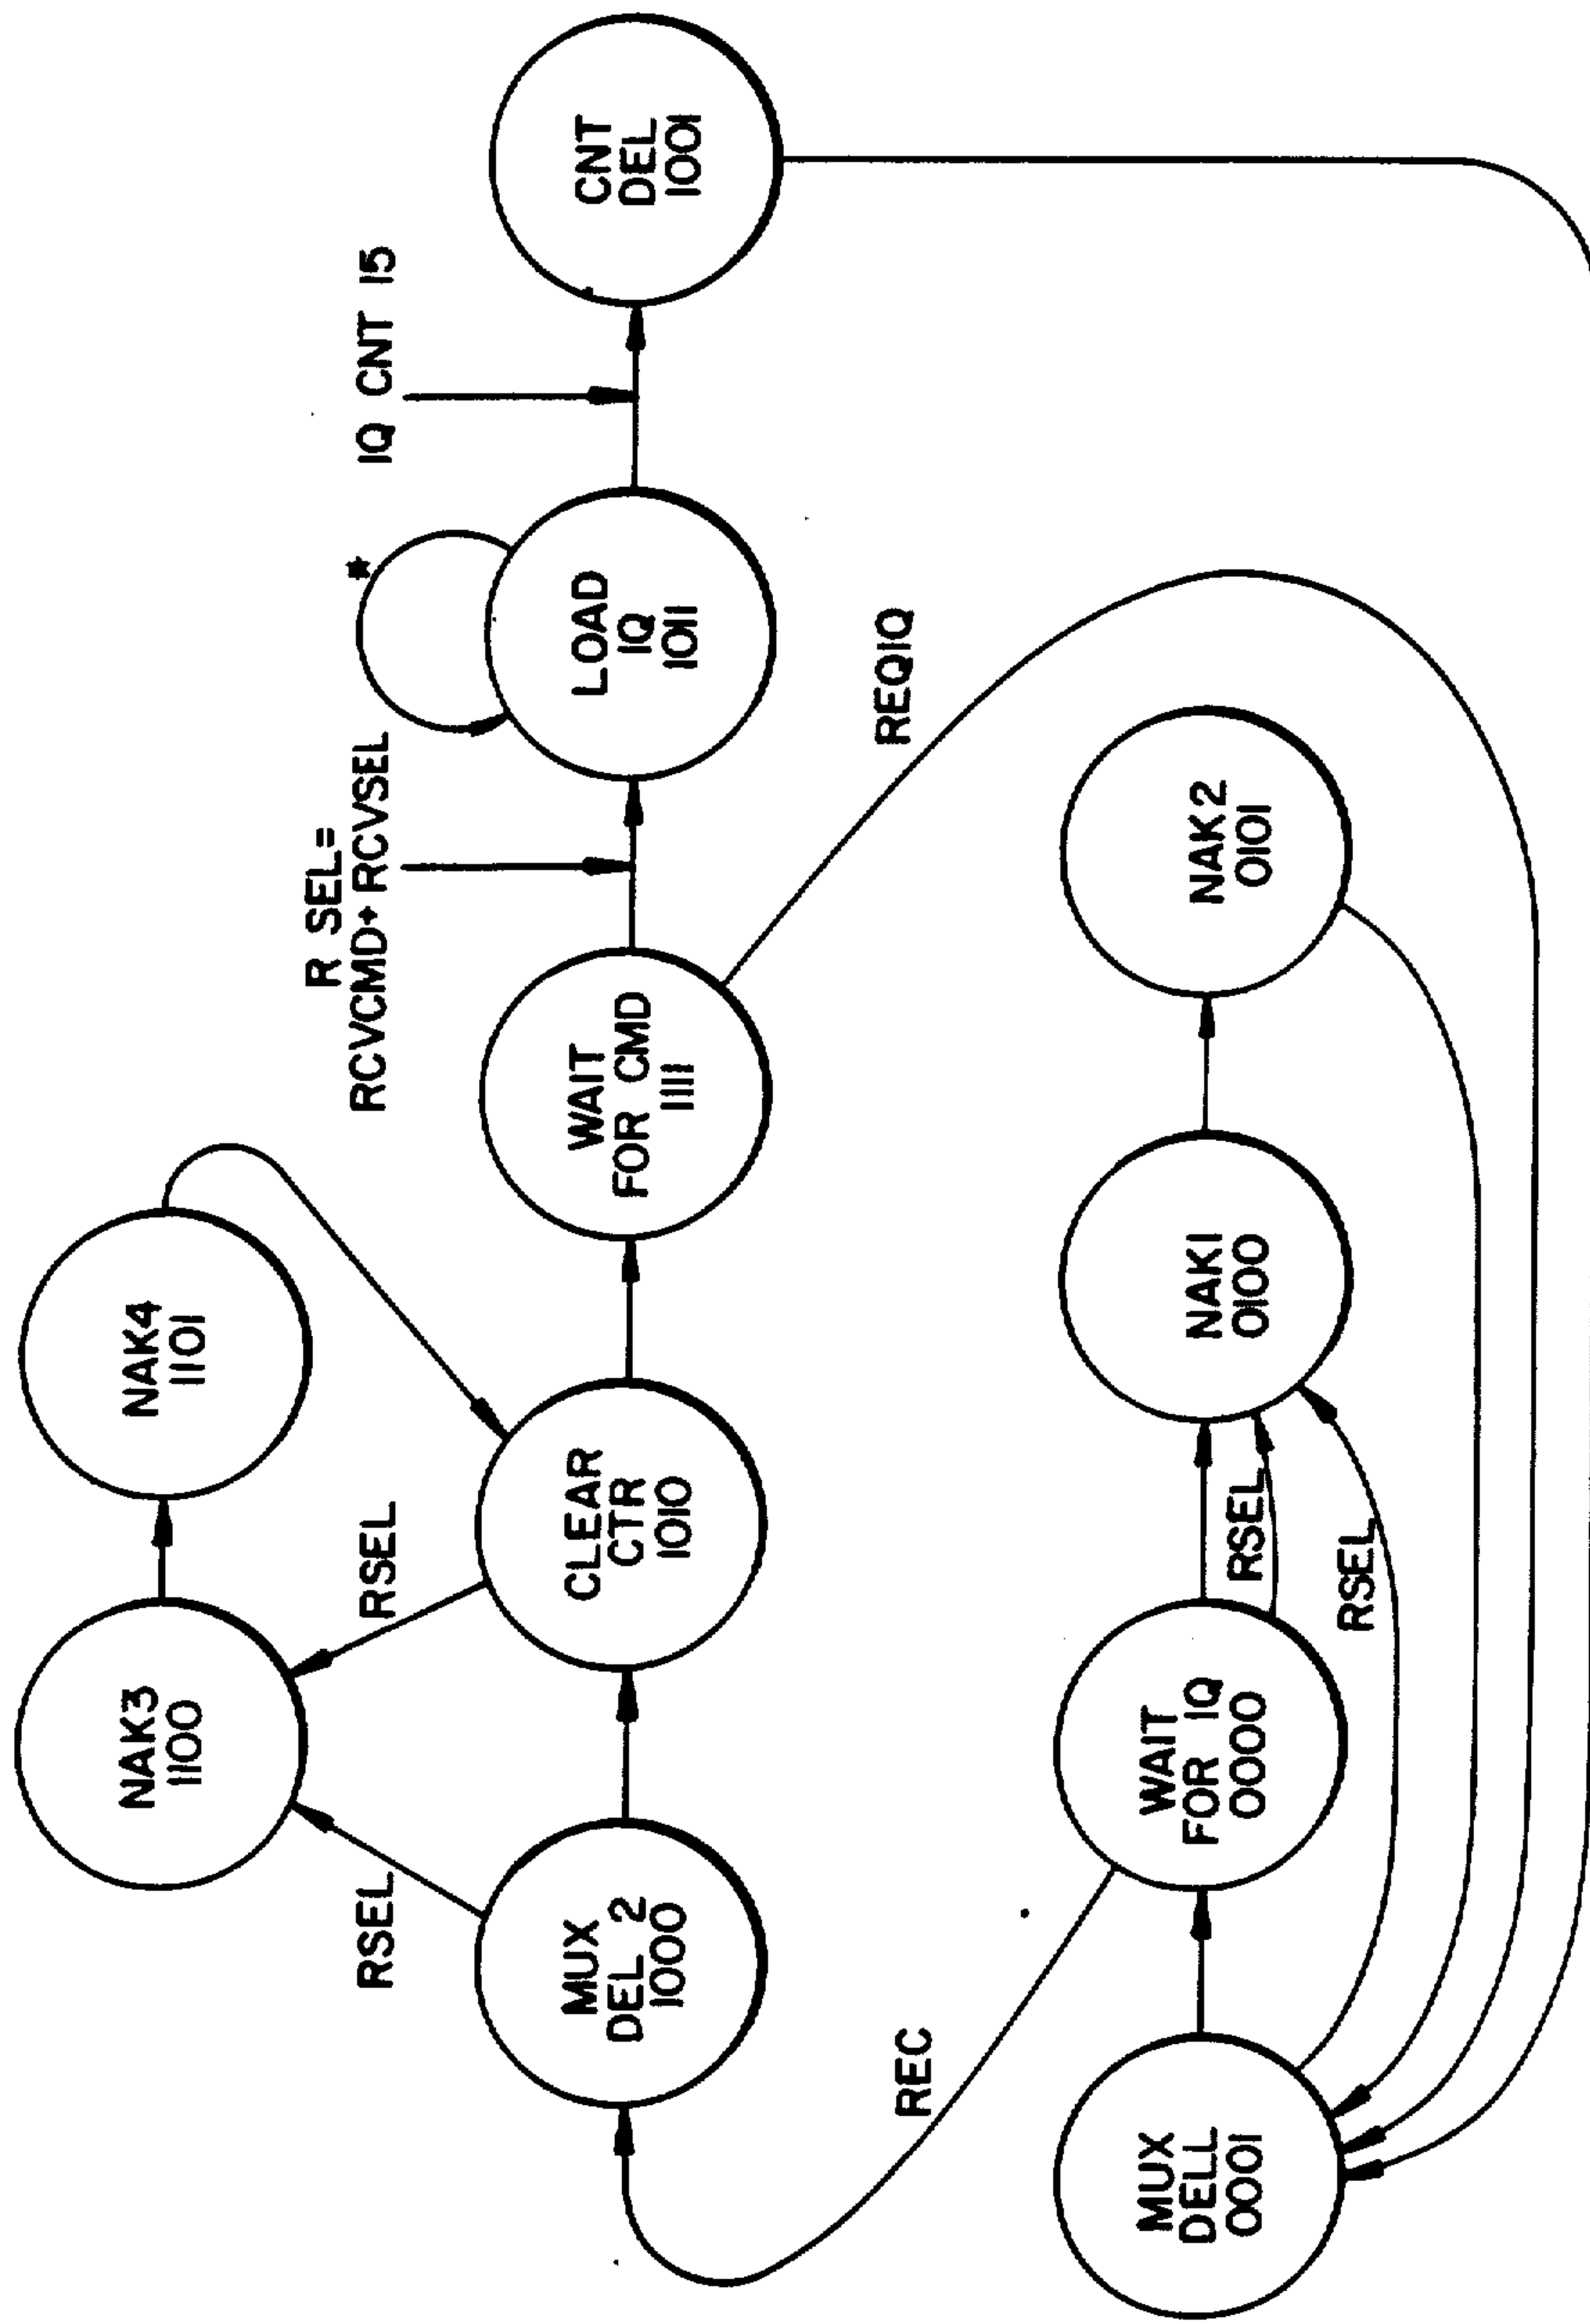 NAK3
1100
NAK4
1101
RSEL
RSEL
R SEL=
RCVCMD+ RCVSEL
*
IQ CNT 15
MUX
DEL 2
1000
CLEAR
CTR
1010
WAIT
FOR CMD
1111
LOAD
IQ
1011
CNT
DEL
1001
REC
REQIQ
MUX
DELL
0001
WAIT
FOR IQ
0000
RSEL
RSEL
NAK1
0100
NAK2
0101